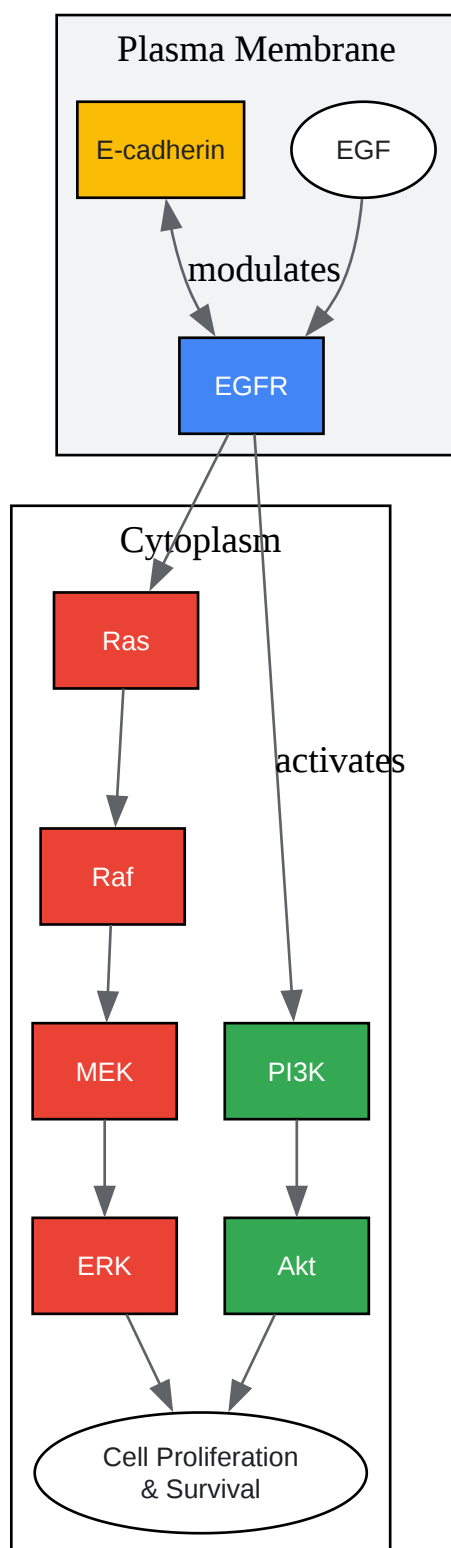 Plasma Membrane
E-cadherin
EGF
modulates
EGFR
Cytoplasm
Ras
activates
Raf
MEK
PI3K
ERK
Akt
Cell Proliferation
& Survival